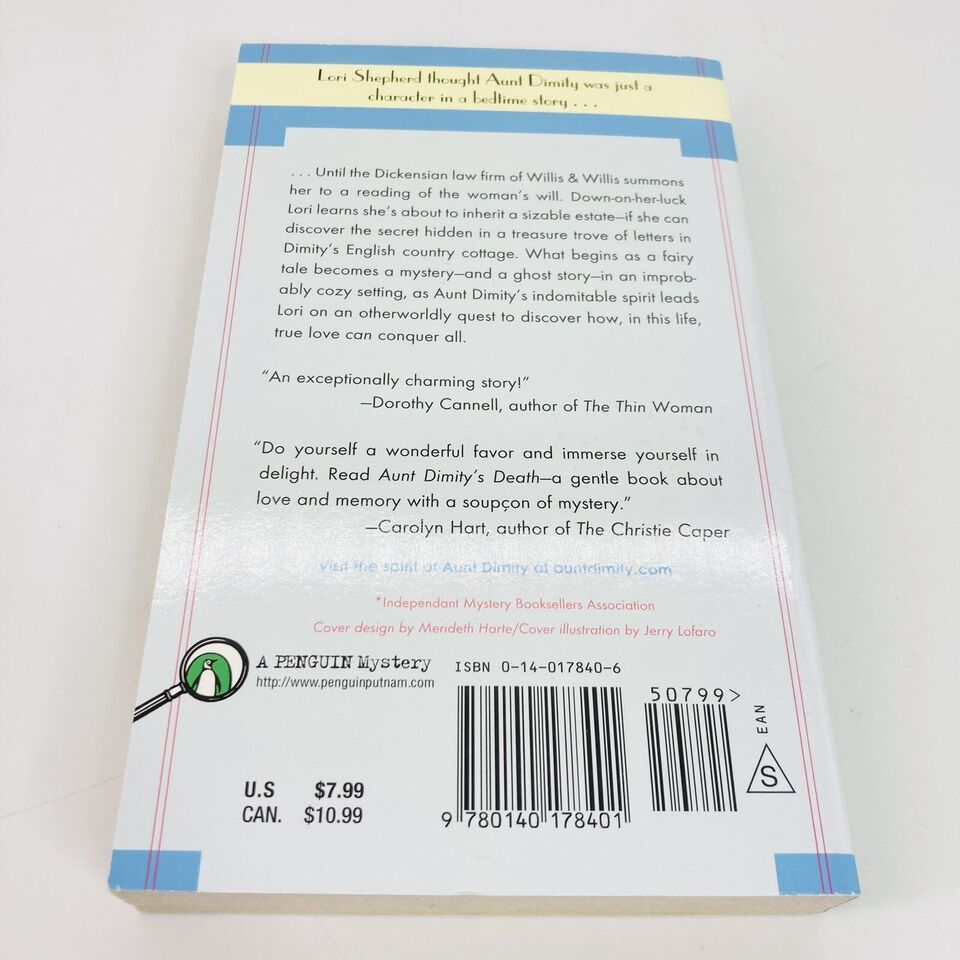 Lori Shepherd thought Aunt Dimity was just a
character in a bedtime story . . .
. . . Until the Dickensian law firm of Willis & Willis summons
her to a reading of the woman's will. Down-on-her-luck
Lori learns she's about to inherit a sizable estate—if she can
discover the secret hidden in a treasure trove of letters in
Dimity's English country cottage. What begins as a fairy
tale becomes a mystery—and a ghost story—in an improb-
ably cozy setting, as Aunt Dimity's indomitable spirit leads
Lori on an otherworldly quest to discover how, in this life,
true love can conquer all.
"An exceptionally charming story!"
—Dorothy Cannell, author of The Thin Woman
"Do yourself a wonderful favor and immerse yourself in
delight. Read Aunt Dimity's Death—a gentle book about
love and memory with a soupçon of mystery."
—Carolyn Hart, author of The Christie Caper
Visit the spirit of Aunt Dimity at auntdimity.com
*Independant Mystery Booksellers Association
Cover design by Merideth Harte/Cover illustration by Jerry Lofaro
A PENGUIN Mystery
http://www.penguinputnam.com
ISBN 0-14-017840-6
50799>
EAN
S
U.S $7.99
CAN. $10.99
9 780140 178401